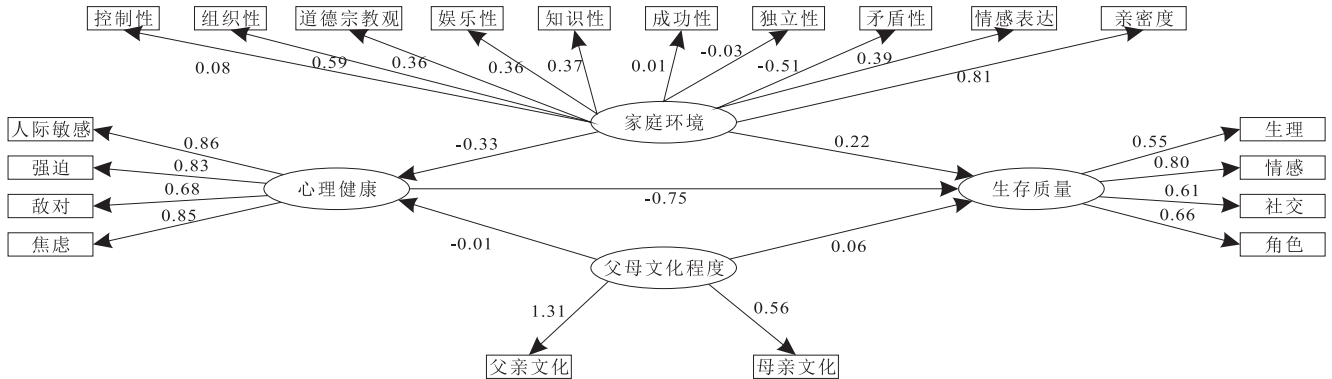 控制性 组织性 道德宗教观 娱乐性 知识性 成功性 独立性 矛盾性 情感表达 亲密度
0.08 0.59 0.36 0.36 0.37 0.01 -0.03 -0.51 0.39 0.81
家庭环境
人际敏感 0.86 -0.33 0.22 0.55 生理
强迫 0.83 0.80 情感
心理健康 -0.75 生存质量
敌对 0.68 0.61 社交
焦虑 0.85 0.66 角色
-0.01 0.06
父母文化程度
1.31 0.56
父亲文化 母亲文化